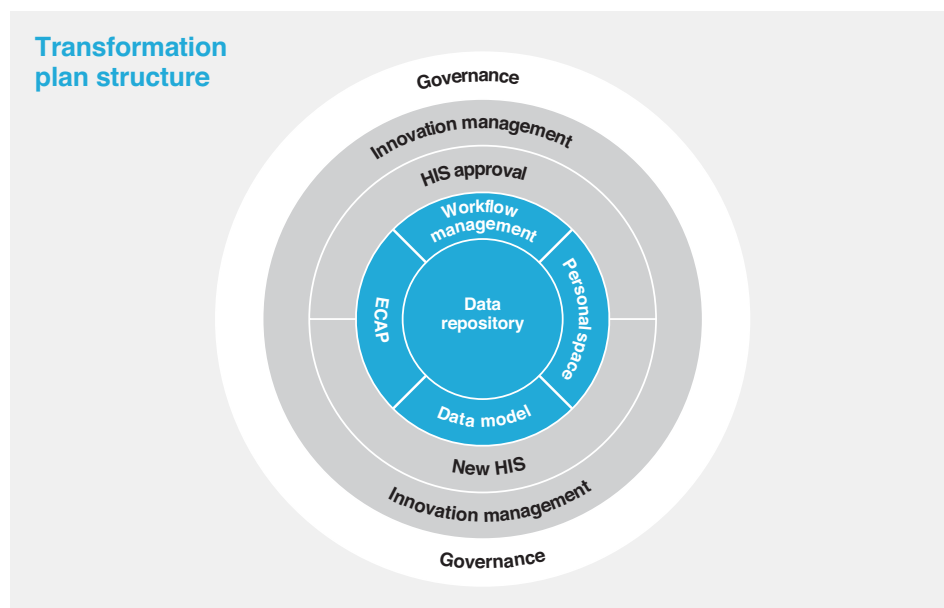 Transformation
plan structure
Governance
Innovation management
HIS approval
Workflow
management
ECAP
Data
repository
Personal space
Data model
New HIS
Innovation management
Governance